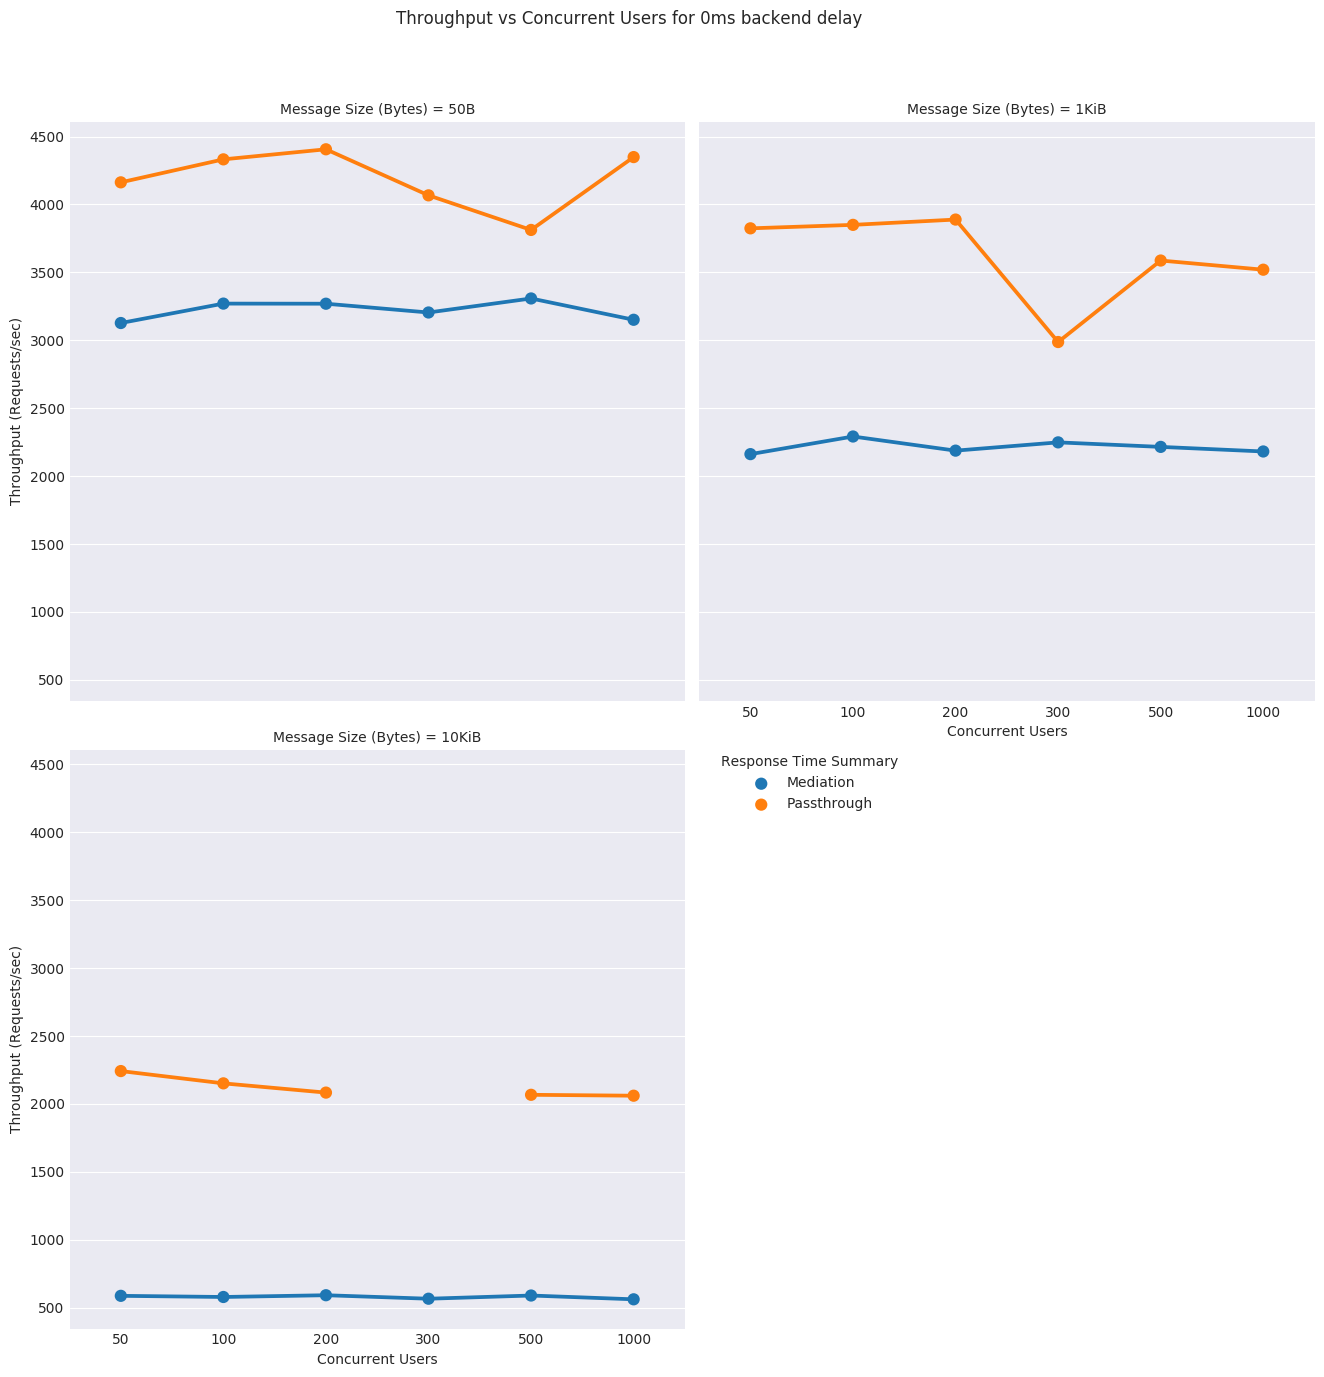 Throughput vs Concurrent Users for 0ms backend delay
Message Size (Bytes) = 50B
4500
4000
3500
3000
2500
2000
1500
1000
500
Throughput (Requests/sec)
Message Size (Bytes) = 1KiB
50 100 200 300 500 1000
Concurrent Users
Message Size (Bytes) = 10KiB
4500
4000
3500
3000
2500
2000
1500
1000
500
Throughput (Requests/sec)
50 100 200 300 500 1000
Concurrent Users
Response Time Summary
Mediation
Passthrough